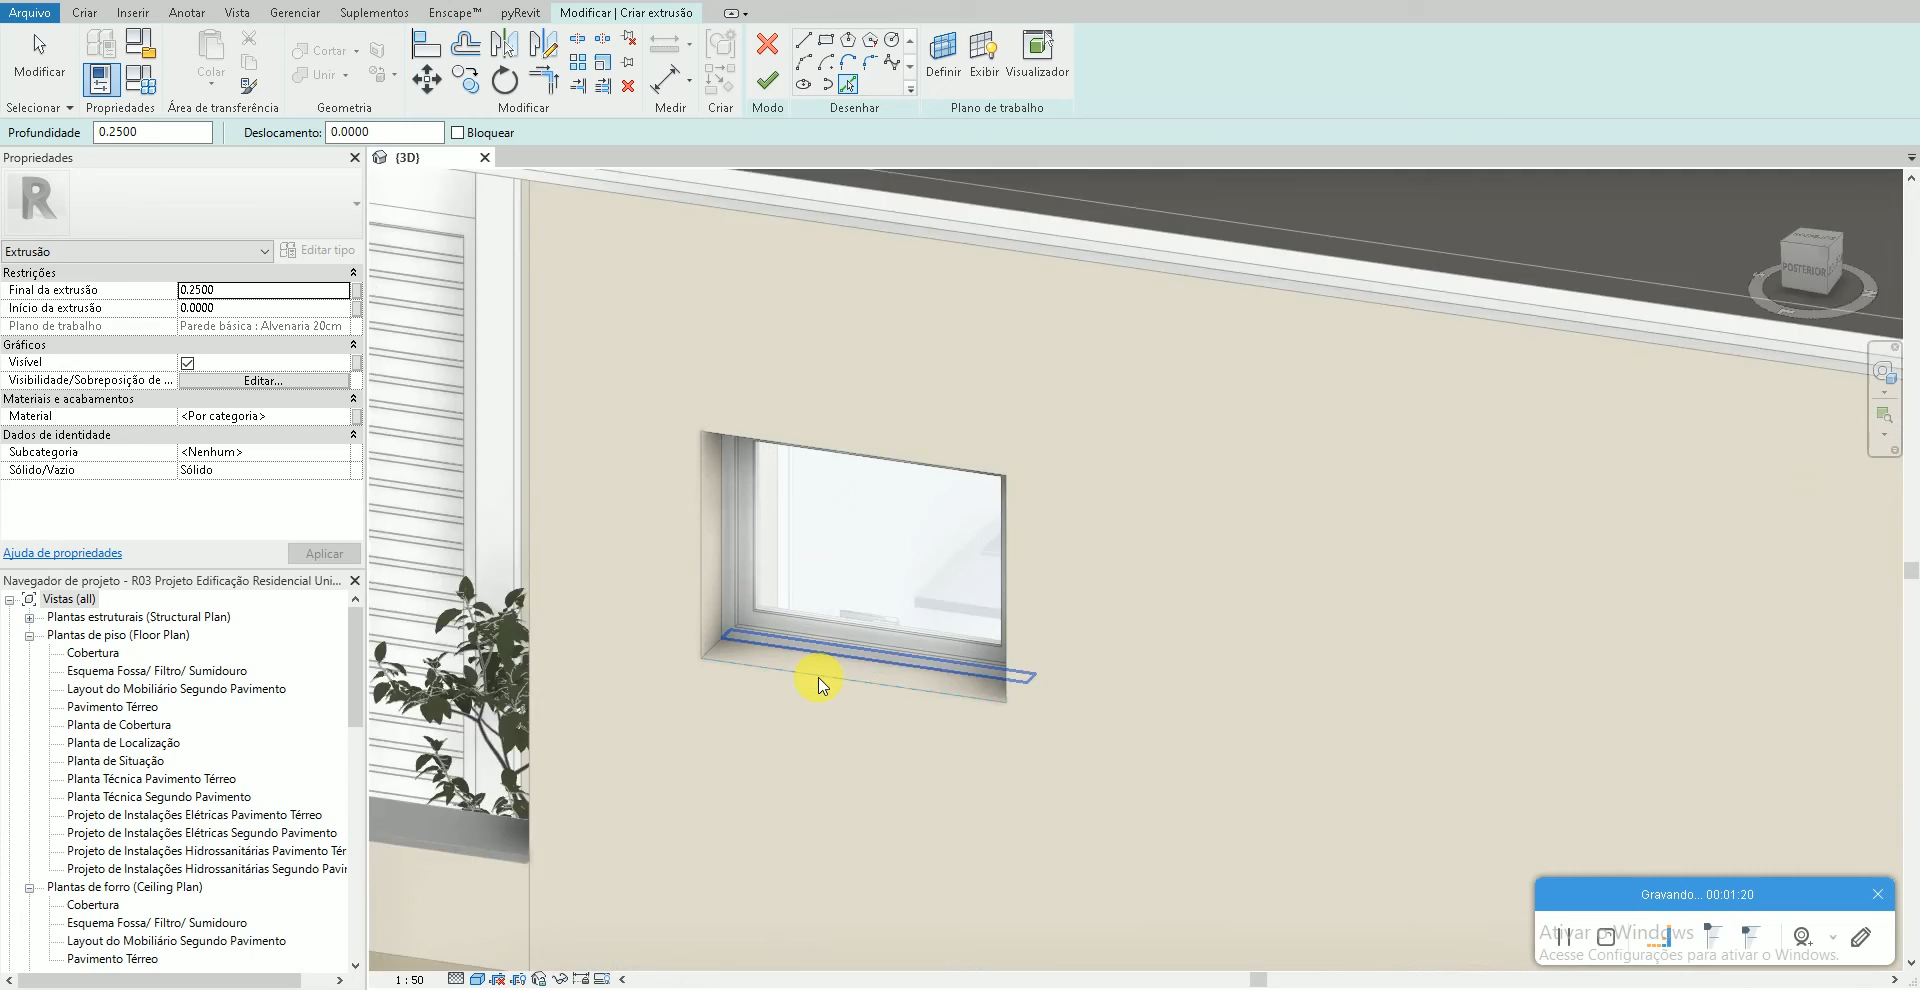 Arquivo Criar Inserir Anotar Vista Gerenciar Suplementos Enscape™ pyRevit Modificar | Criar extrusão
Modificar
Colar
Cortar
Unir
Definir Exibir Visualizador
Selecionar Propriedades Área de transferência Geometria Modificar Medir Criar Modo Desenhar Plano de trabalho
Profundidade 0.2500 Deslocamento: 0.0000 Bloquear
Propriedades
{3D}
R
Extrusão Editar tipo
Restrições
Final da extrusão 0.2500
Início da extrusão 0.0000
Plano de trabalho Parede básica : Alvenaria 20cm
Gráficos
Visível
Visibilidade/Sobreposição de ... Editar...
Materiais e acabamentos
Material <Por categoria>
Dados de identidade
Subcategoria <Nenhum>
Sólido/Vazio Sólido
Ajuda de propriedades Aplicar
Navegador de projeto - R03 Projeto Edificação Residencial Uni...
Vistas (all)
Plantas estruturais (Structural Plan)
Plantas de piso (Floor Plan)
Cobertura
Esquema Fossa/ Filtro/ Sumidouro
Layout do Mobiliário Segundo Pavimento
Pavimento Térreo
Planta de Cobertura
Planta de Localização
Planta de Situação
Planta Técnica Pavimento Térreo
Planta Técnica Segundo Pavimento
Projeto de Instalações Elétricas Pavimento Térreo
Projeto de Instalações Elétricas Segundo Pavimento
Projeto de Instalações Hidrossanitárias Pavimento Tér
Projeto de Instalações Hidrossanitárias Segundo Pavir
Plantas de forro (Ceiling Plan)
Cobertura
Esquema Fossa/ Filtro/ Sumidouro
Layout do Mobiliário Segundo Pavimento
Pavimento Térreo
POSTERIOR
1 : 50
Gravando... 00:01:20
Ativar o Windows
Acesse Configurações para ativar o Windows.